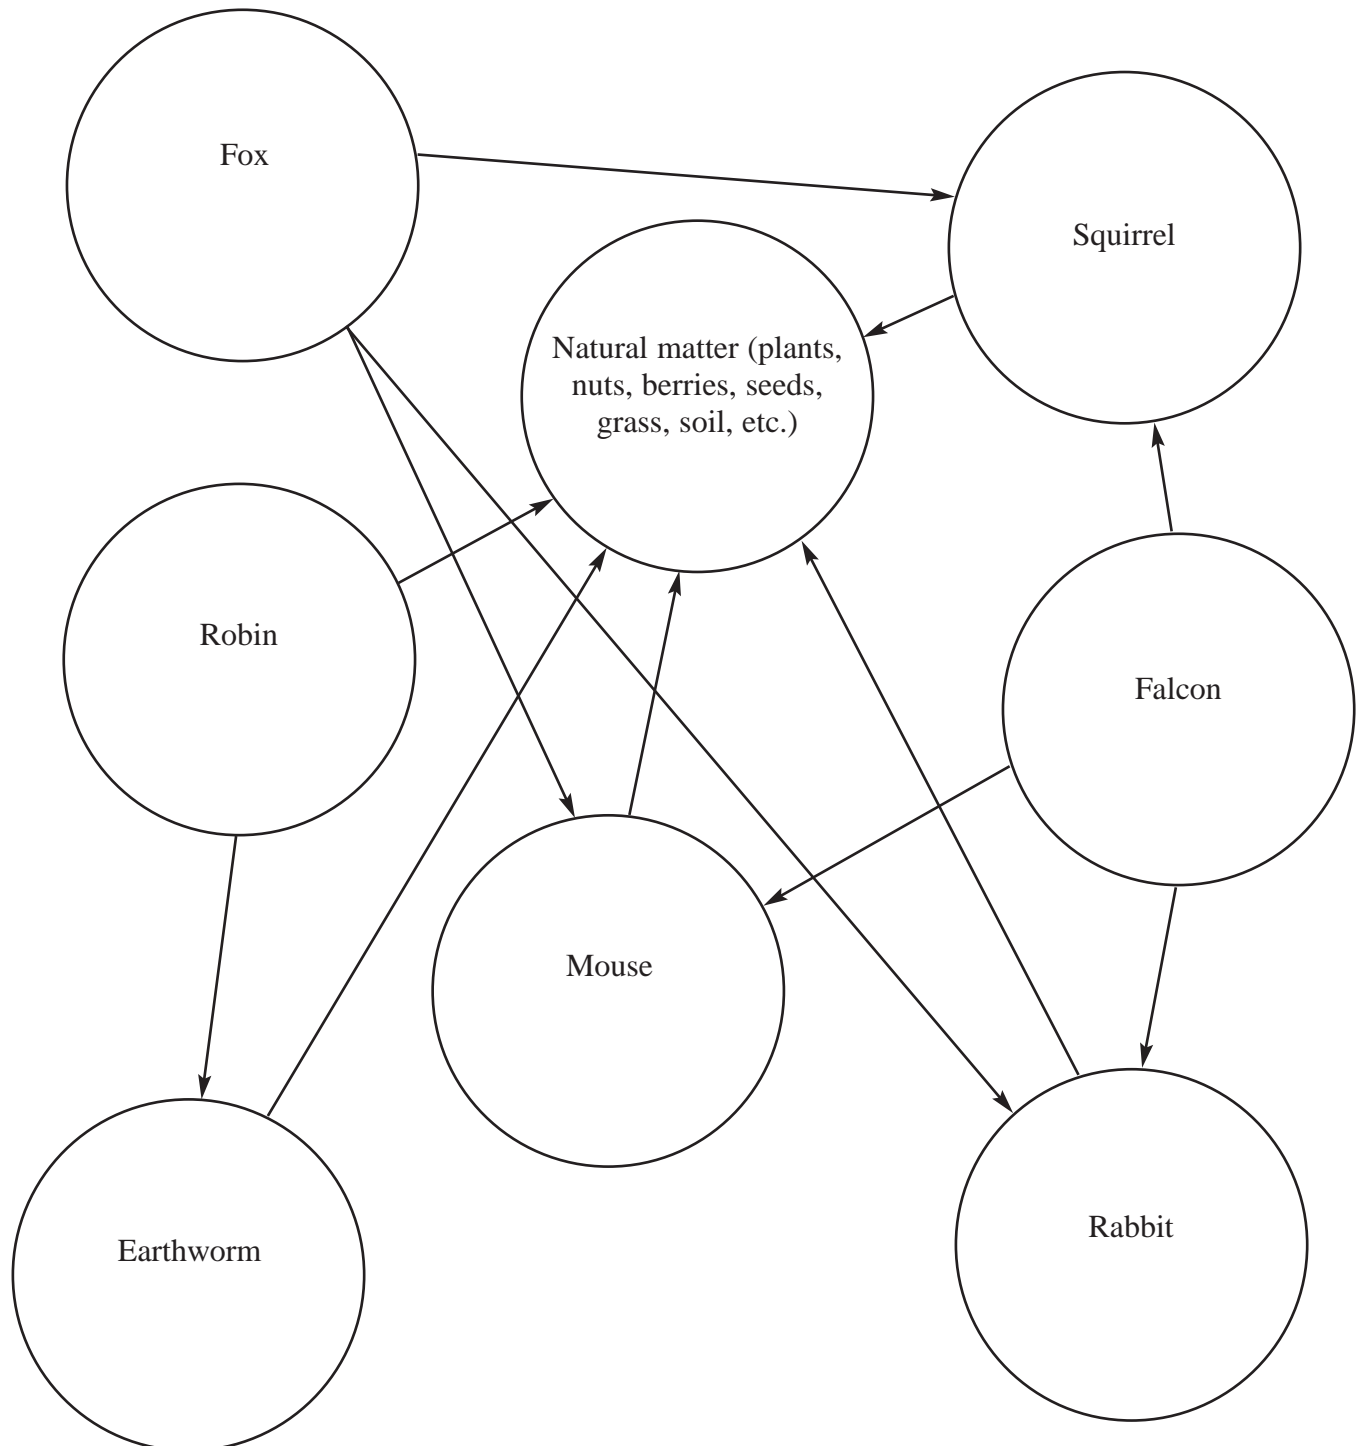 Fox
Squirrel
Natural matter (plants,
nuts, berries, seeds,
grass, soil, etc.)
Robin
Falcon
Mouse
Rabbit
Earthworm